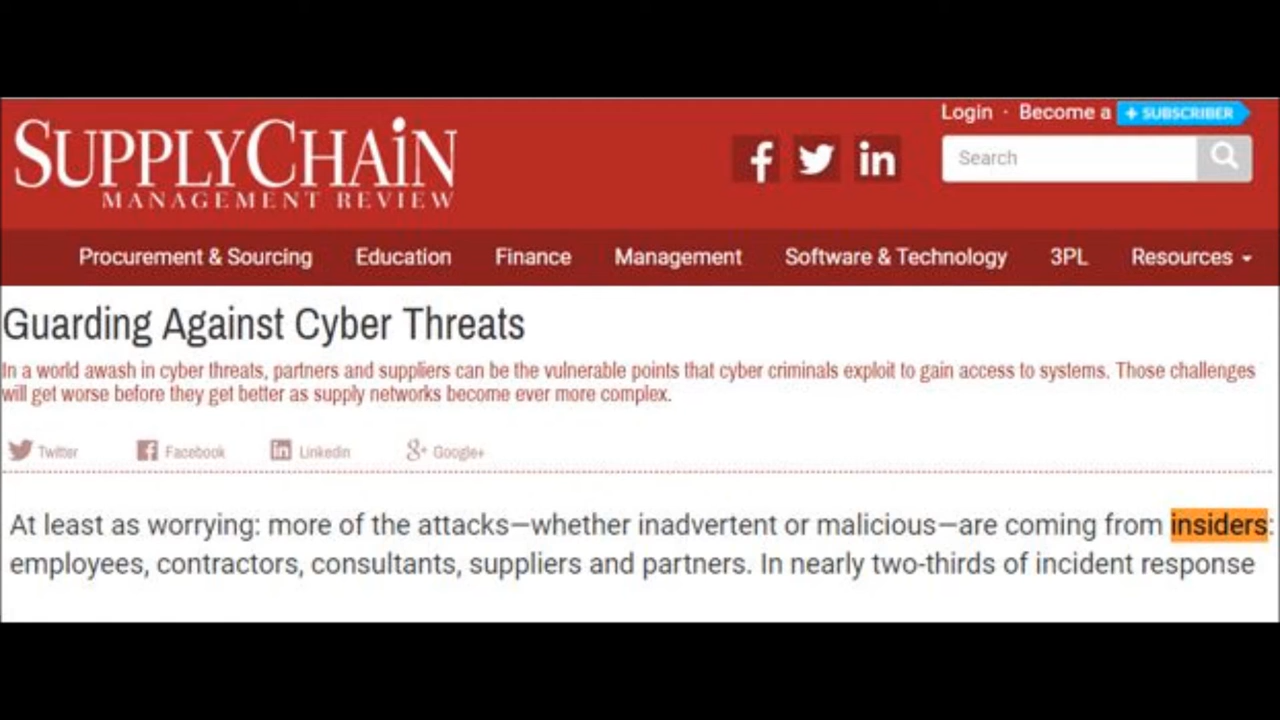 Login · Become a + SUBSCRIBER
SUPPLYCHAiN
MANAGEMENT REVIEW
Search
Procurement & Sourcing Education Finance Management Software & Technology 3PL Resources
Guarding Against Cyber Threats
In a world awash in cyber threats, partners and suppliers can be the vulnerable points that cyber criminals exploit to gain access to systems. Those challenges
will get worse before they get better as supply networks become ever more complex.
Twitter Facebook Linkedin Google+
At least as worrying: more of the attacks—whether inadvertent or malicious—are coming from insiders:
employees, contractors, consultants, suppliers and partners. In nearly two-thirds of incident response